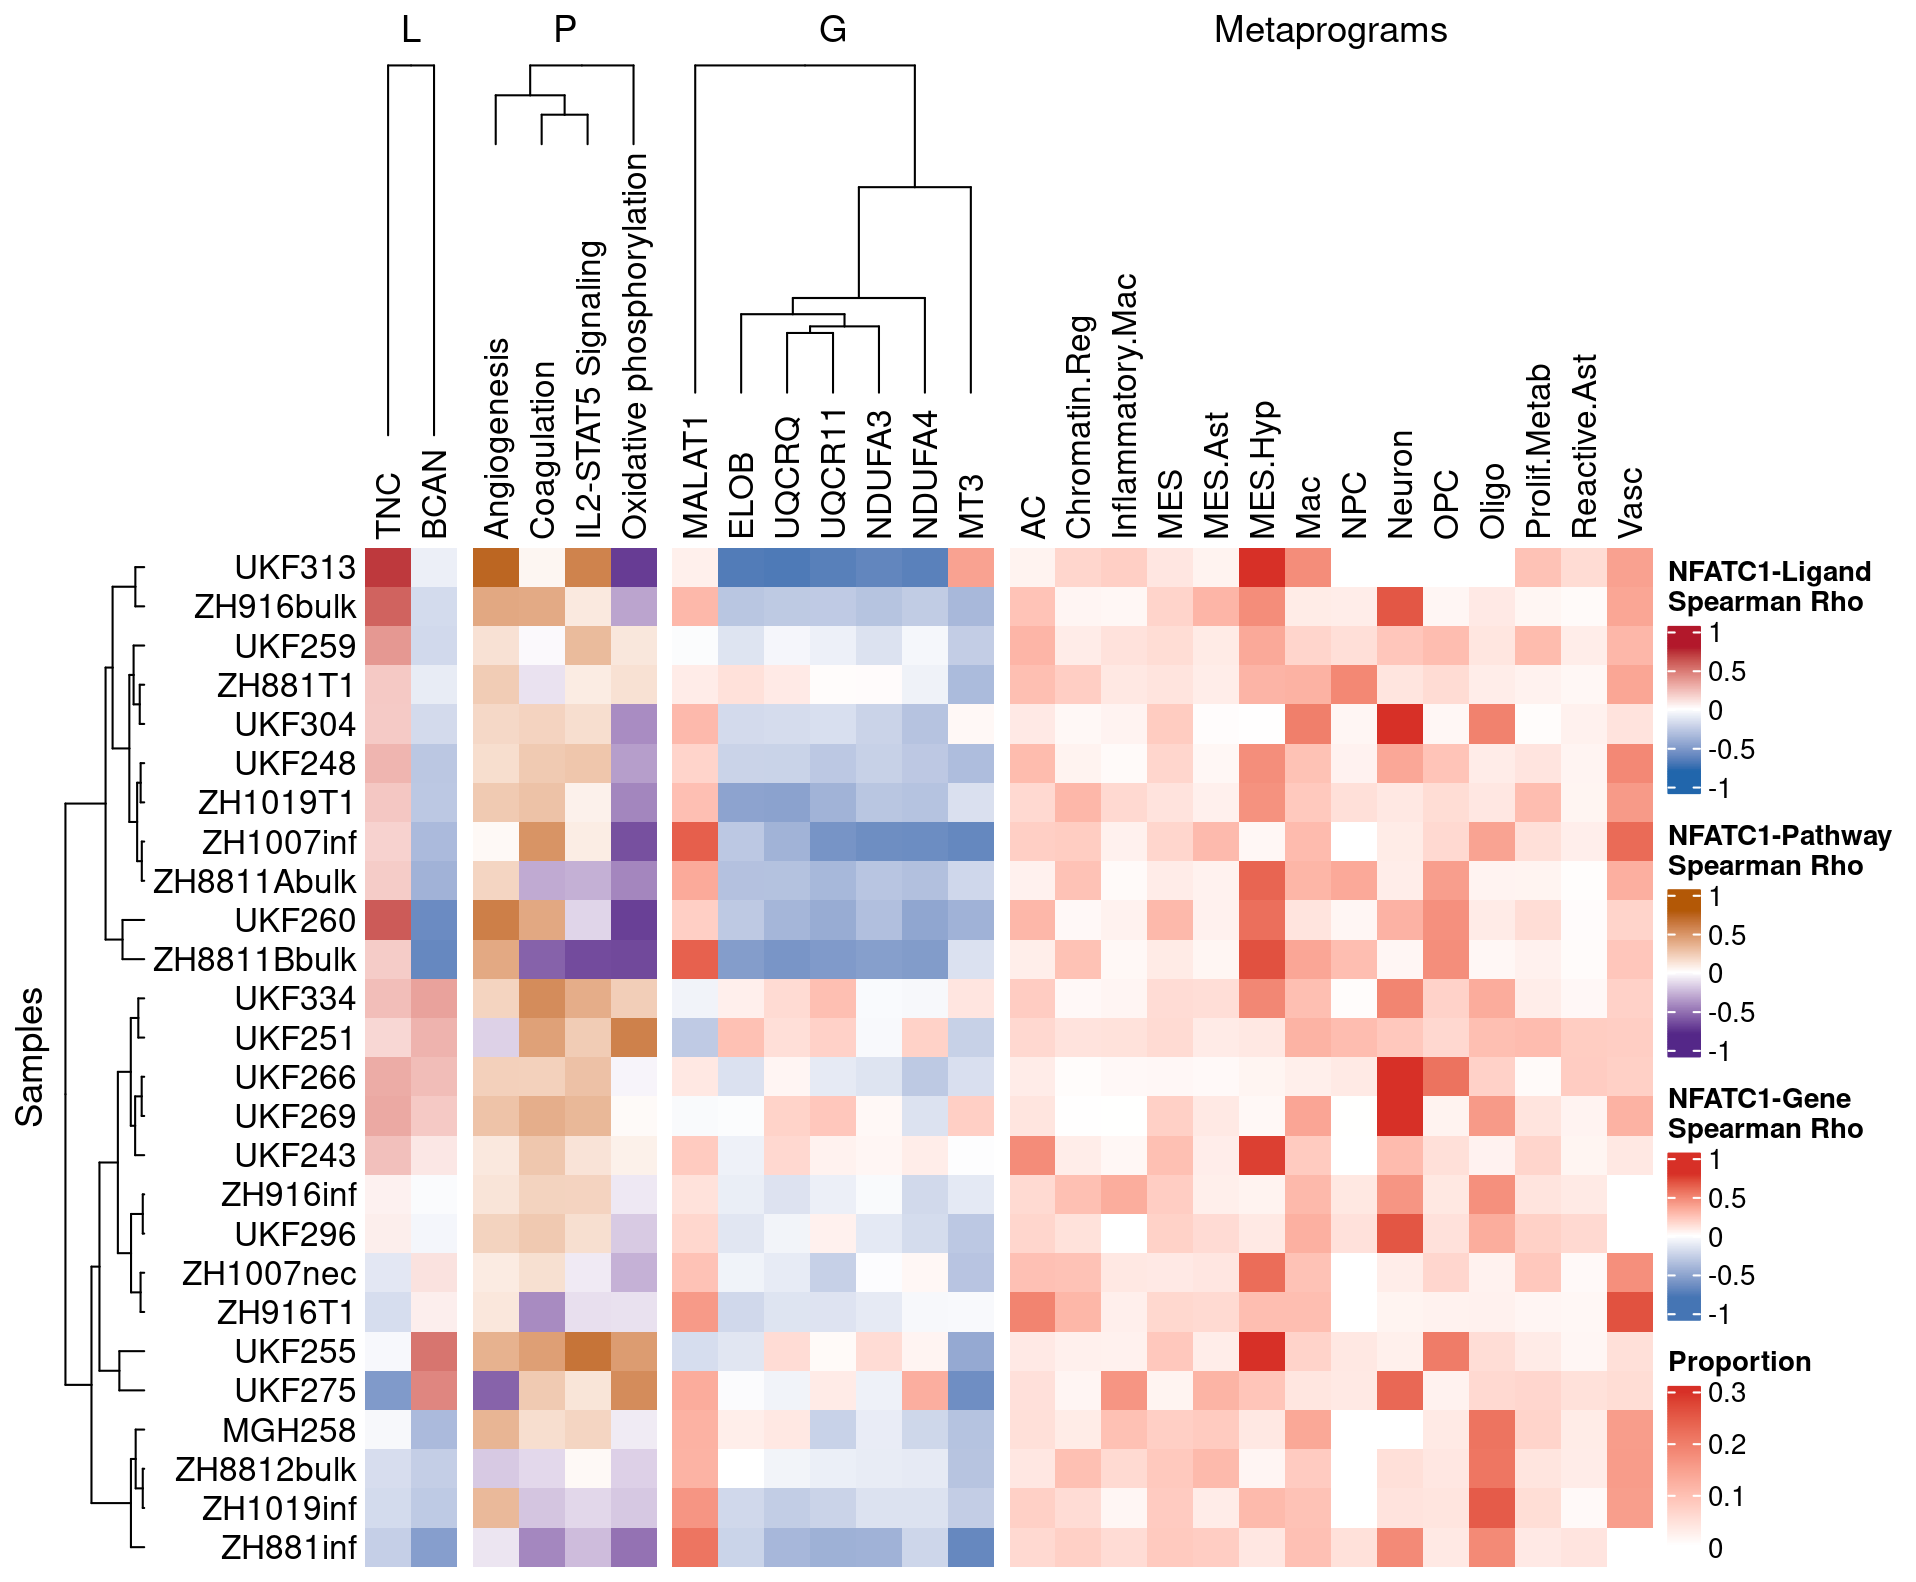 L P G Metaprograms
TNC
BCAN
Angiogenesis
Coagulation
IL2-STAT5 Signaling
Oxidative phosphorylation
MALAT1
ELOB
UQCRQ
UQCR11
NDUFA3
NDUFA4
MT3
AC
Chromatin.Reg
Inflammatory.Mac
MES
MES.Ast
MES.Hyp
Mac
NPC
Neuron
OPC
Oligo
Prolif.Metab
Reactive.Ast
Vasc
Samples
UKF313
ZH916bulk
UKF259
ZH881T1
UKF304
UKF248
ZH1019T1
ZH1007inf
ZH8811Abulk
UKF260
ZH8811Bbulk
UKF334
UKF251
UKF266
UKF269
UKF243
ZH916inf
UKF296
ZH1007nec
ZH916T1
UKF255
UKF275
MGH258
ZH8812bulk
ZH1019inf
ZH881inf
NFATC1-Ligand
Spearman Rho
1
0.5
0
-0.5
-1
NFATC1-Pathway
Spearman Rho
1
0.5
0
-0.5
-1
NFATC1-Gene
Spearman Rho
1
0.5
0
-0.5
-1
Proportion
0.3
0.2
0.1
0